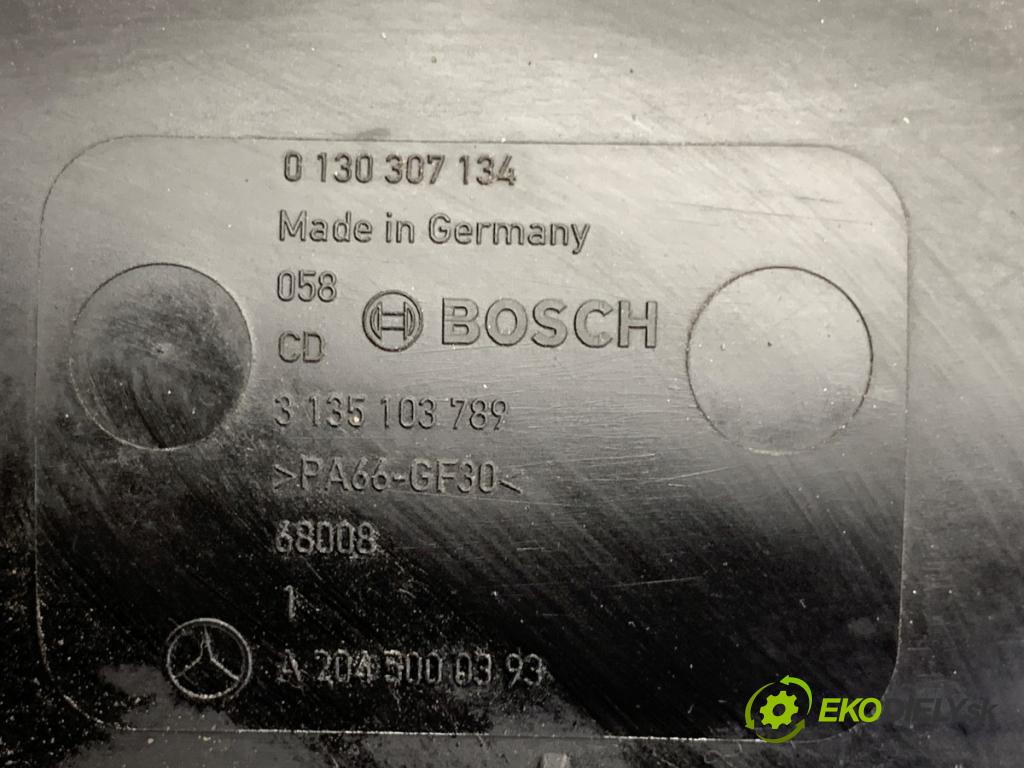 0 130 307 134
Made in Germany
058
BOSCH
CD
3 135 103 789
>PA66-GF30<
68008
1
A 204 500 03 93
EKODIELY.sk